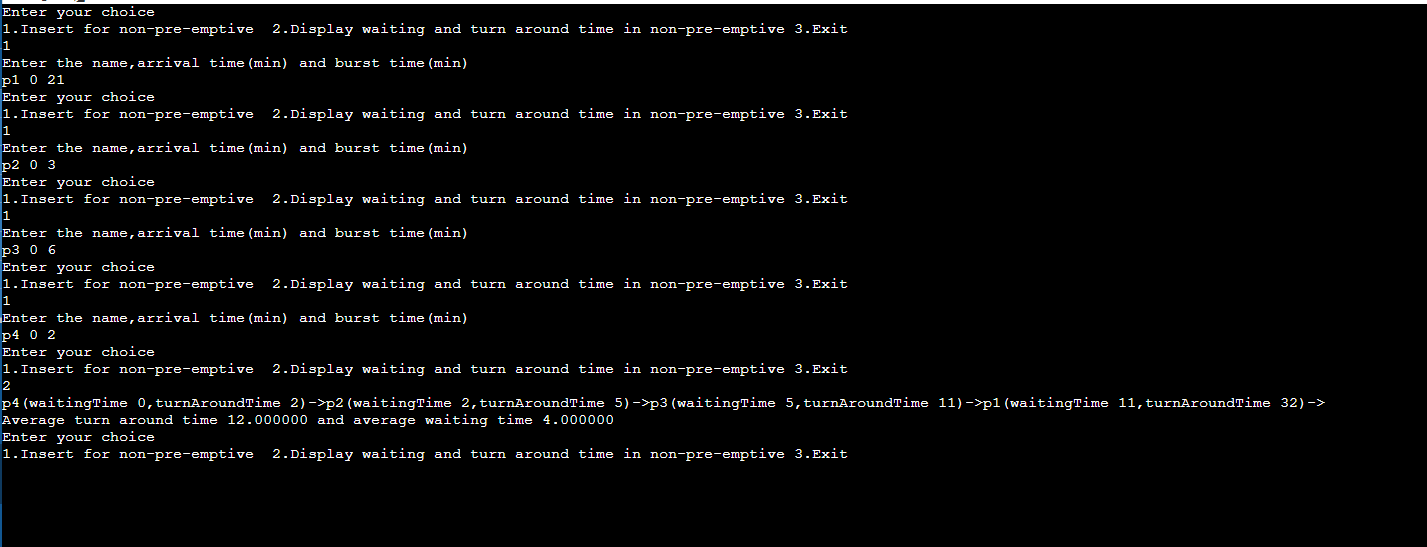 Enter your choice
1.Insert for non-pre-emptive  2.Display waiting and turn around time in non-pre-emptive 3.Exit
1
Enter the name,arrival time(min) and burst time(min)
p1 0 21
Enter your choice
1.Insert for non-pre-emptive  2.Display waiting and turn around time in non-pre-emptive 3.Exit
1
Enter the name,arrival time(min) and burst time(min)
p2 0 3
Enter your choice
1.Insert for non-pre-emptive  2.Display waiting and turn around time in non-pre-emptive 3.Exit
1
Enter the name,arrival time(min) and burst time(min)
p3 0 6
Enter your choice
1.Insert for non-pre-emptive  2.Display waiting and turn around time in non-pre-emptive 3.Exit
1
Enter the name,arrival time(min) and burst time(min)
p4 0 2
Enter your choice
1.Insert for non-pre-emptive  2.Display waiting and turn around time in non-pre-emptive 3.Exit
2
p4(waitingTime 0,turnAroundTime 2)->p2(waitingTime 2,turnAroundTime 5)->p3(waitingTime 5,turnAroundTime 11)->p1(waitingTime 11,turnAroundTime 32)->
Average turn around time 12.000000 and average waiting time 4.000000
Enter your choice
1.Insert for non-pre-emptive  2.Display waiting and turn around time in non-pre-emptive 3.Exit